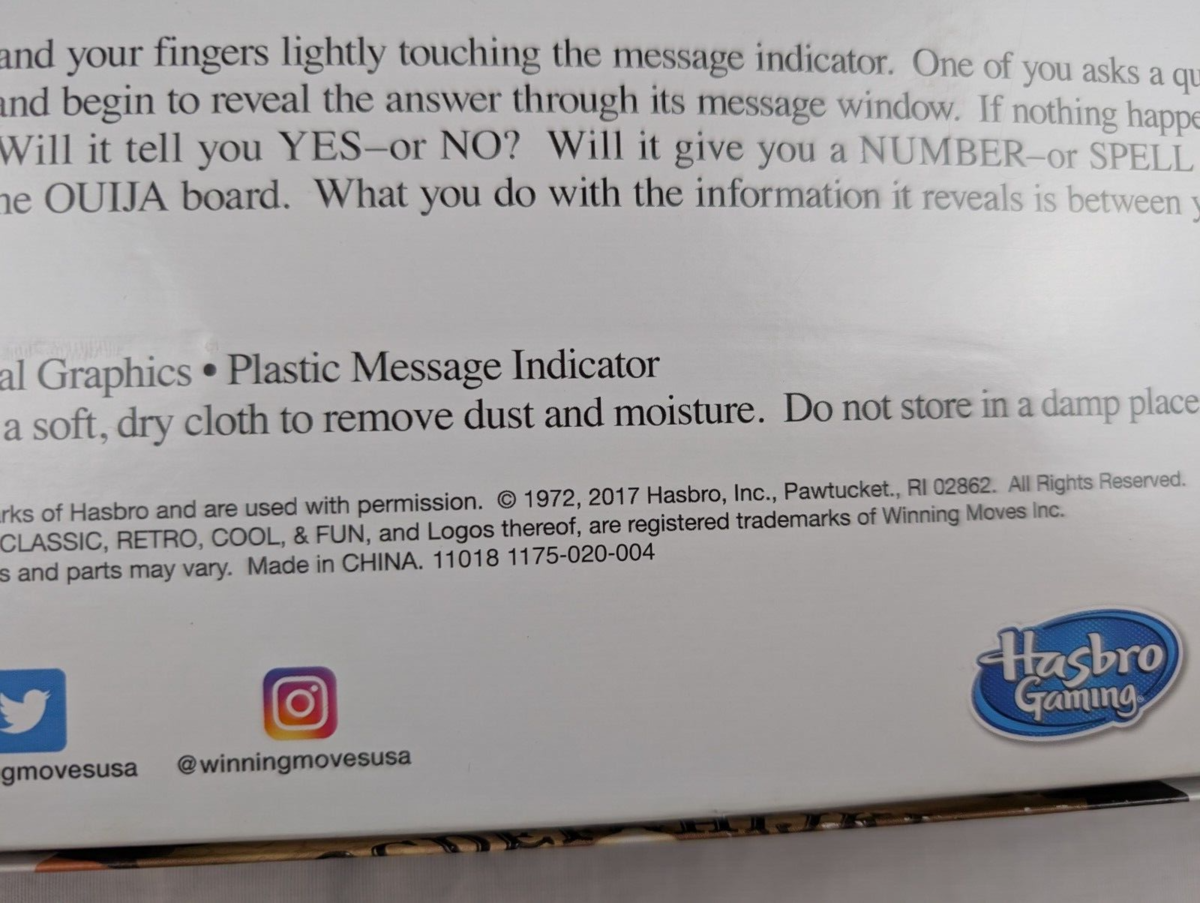 and your fingers lightly touching the message indicator. One of you asks a qu
and begin to reveal the answer through its message window. If nothing happe
Will it tell you YES–or NO? Will it give you a NUMBER–or SPELL
he OUIJA board. What you do with the information it reveals is between y
al Graphics • Plastic Message Indicator
a soft, dry cloth to remove dust and moisture. Do not store in a damp place
rks of Hasbro and are used with permission. © 1972, 2017 Hasbro, Inc., Pawtucket., RI 02862. All Rights Reserved.
CLASSIC, RETRO, COOL, & FUN, and Logos thereof, are registered trademarks of Winning Moves Inc.
s and parts may vary. Made in CHINA. 11018 1175-020-004
Hasbro
Gaming
gmovesusa
@winningmovesusa